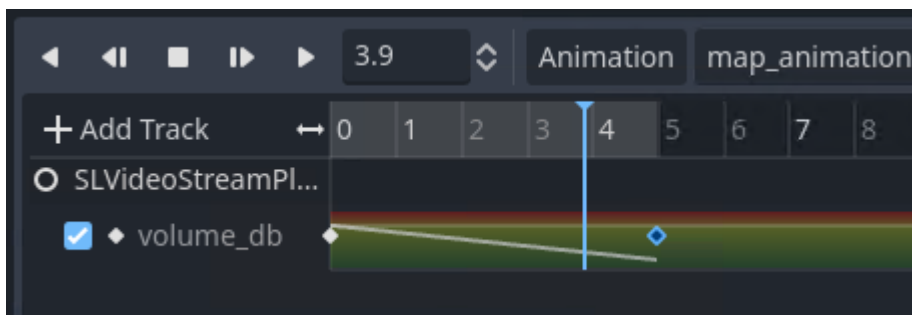 3.9 Animation map_animation
Add Track 0 1 2 3 4 5 6 7 8
SLVideoStreamPl...
volume_db